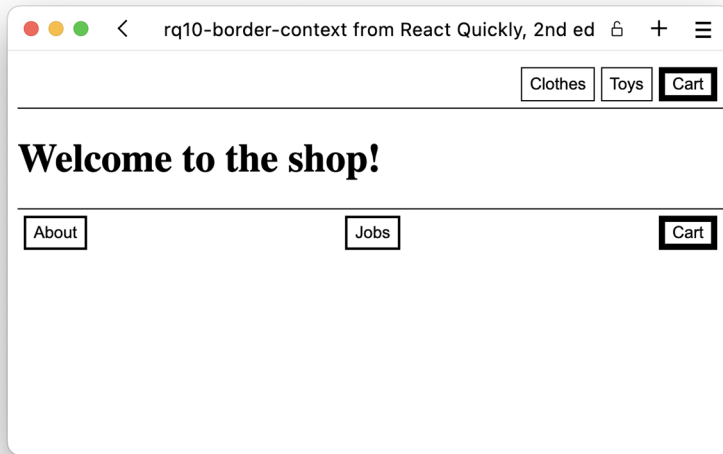 rq10-border-context from React Quickly, 2nd ed
Clothes Toys Cart
Welcome to the shop!
About Jobs Cart